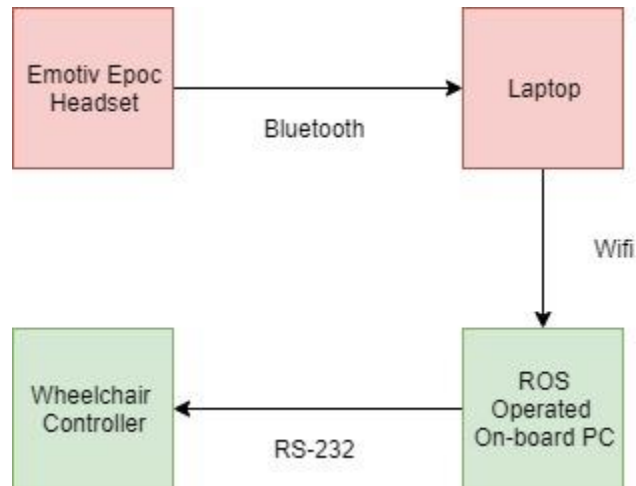 Emotiv Epoc
Headset
Bluetooth
Laptop
Wifi
ROS
Operated
On-board PC
RS-232
Wheelchair
Controller